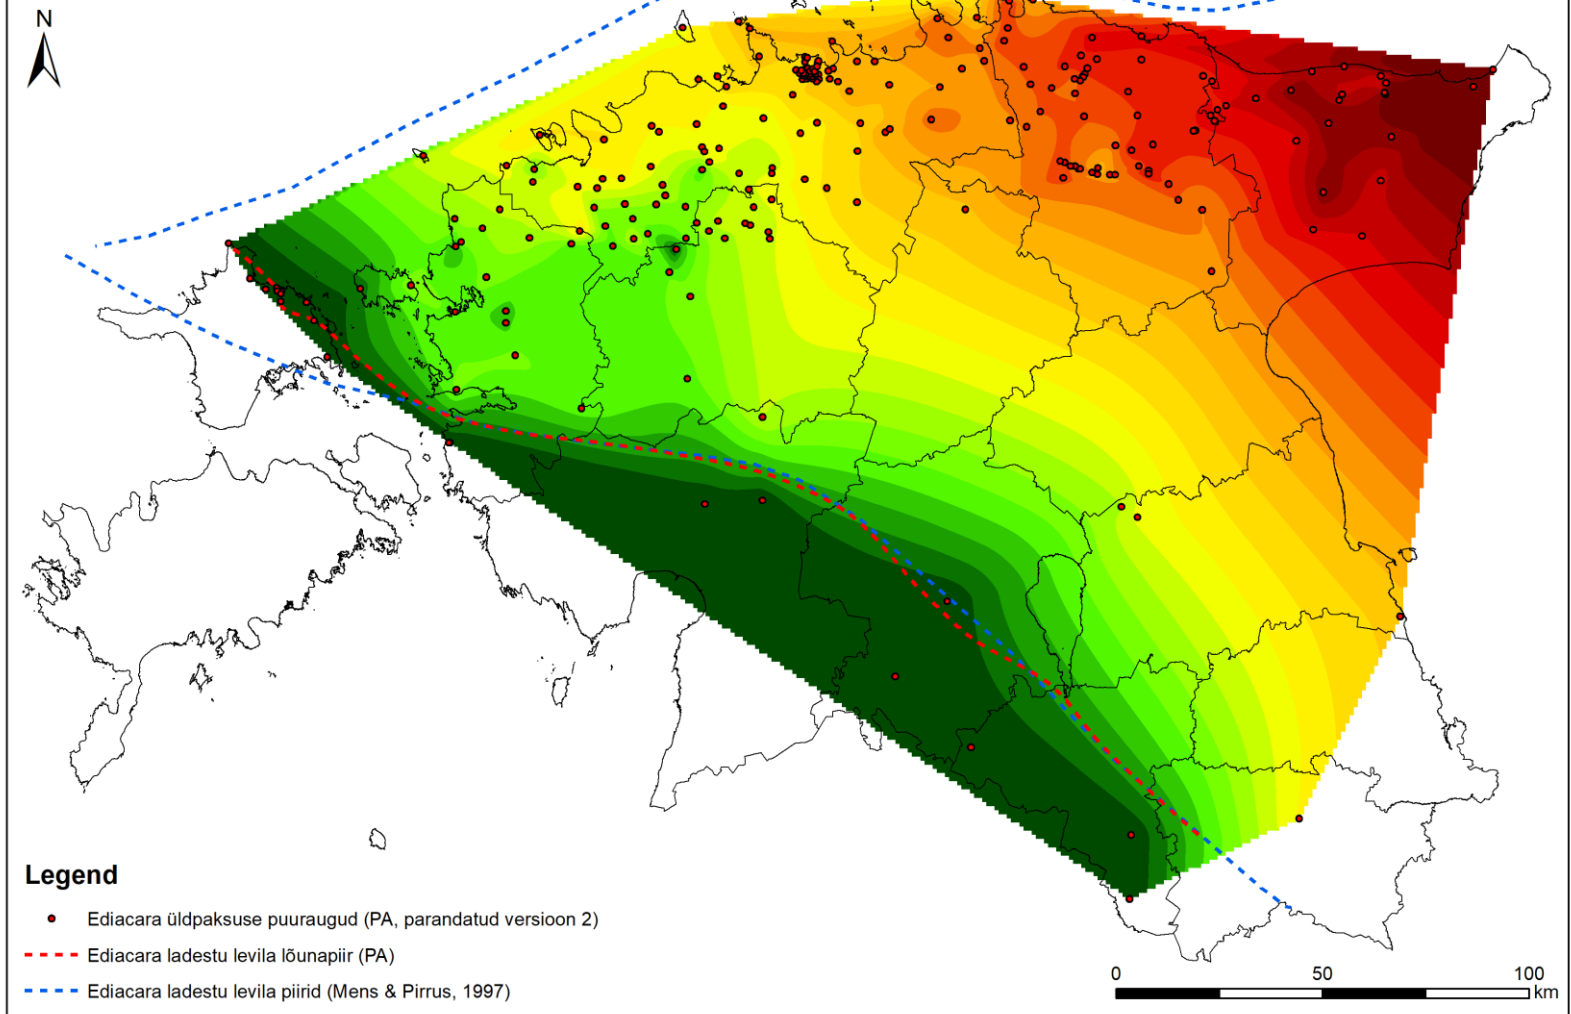 N
Legend
Ediacara üldpaksuse puuraugud (PA, parandatud versioon 2)
Ediacara ladestu levila lõunapiir (PA)
Ediacara ladestu levila piirid (Mens & Pirrus, 1997)
0 50 100
km